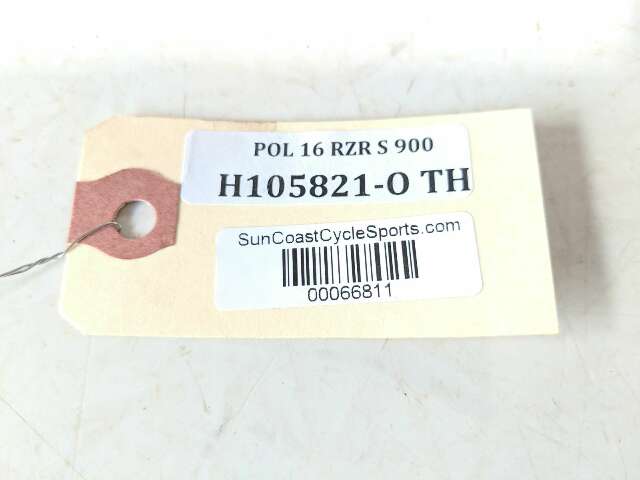 POL 16 RZR S 900
H105821-O TH
SunCoastCycleSports.com
00066811